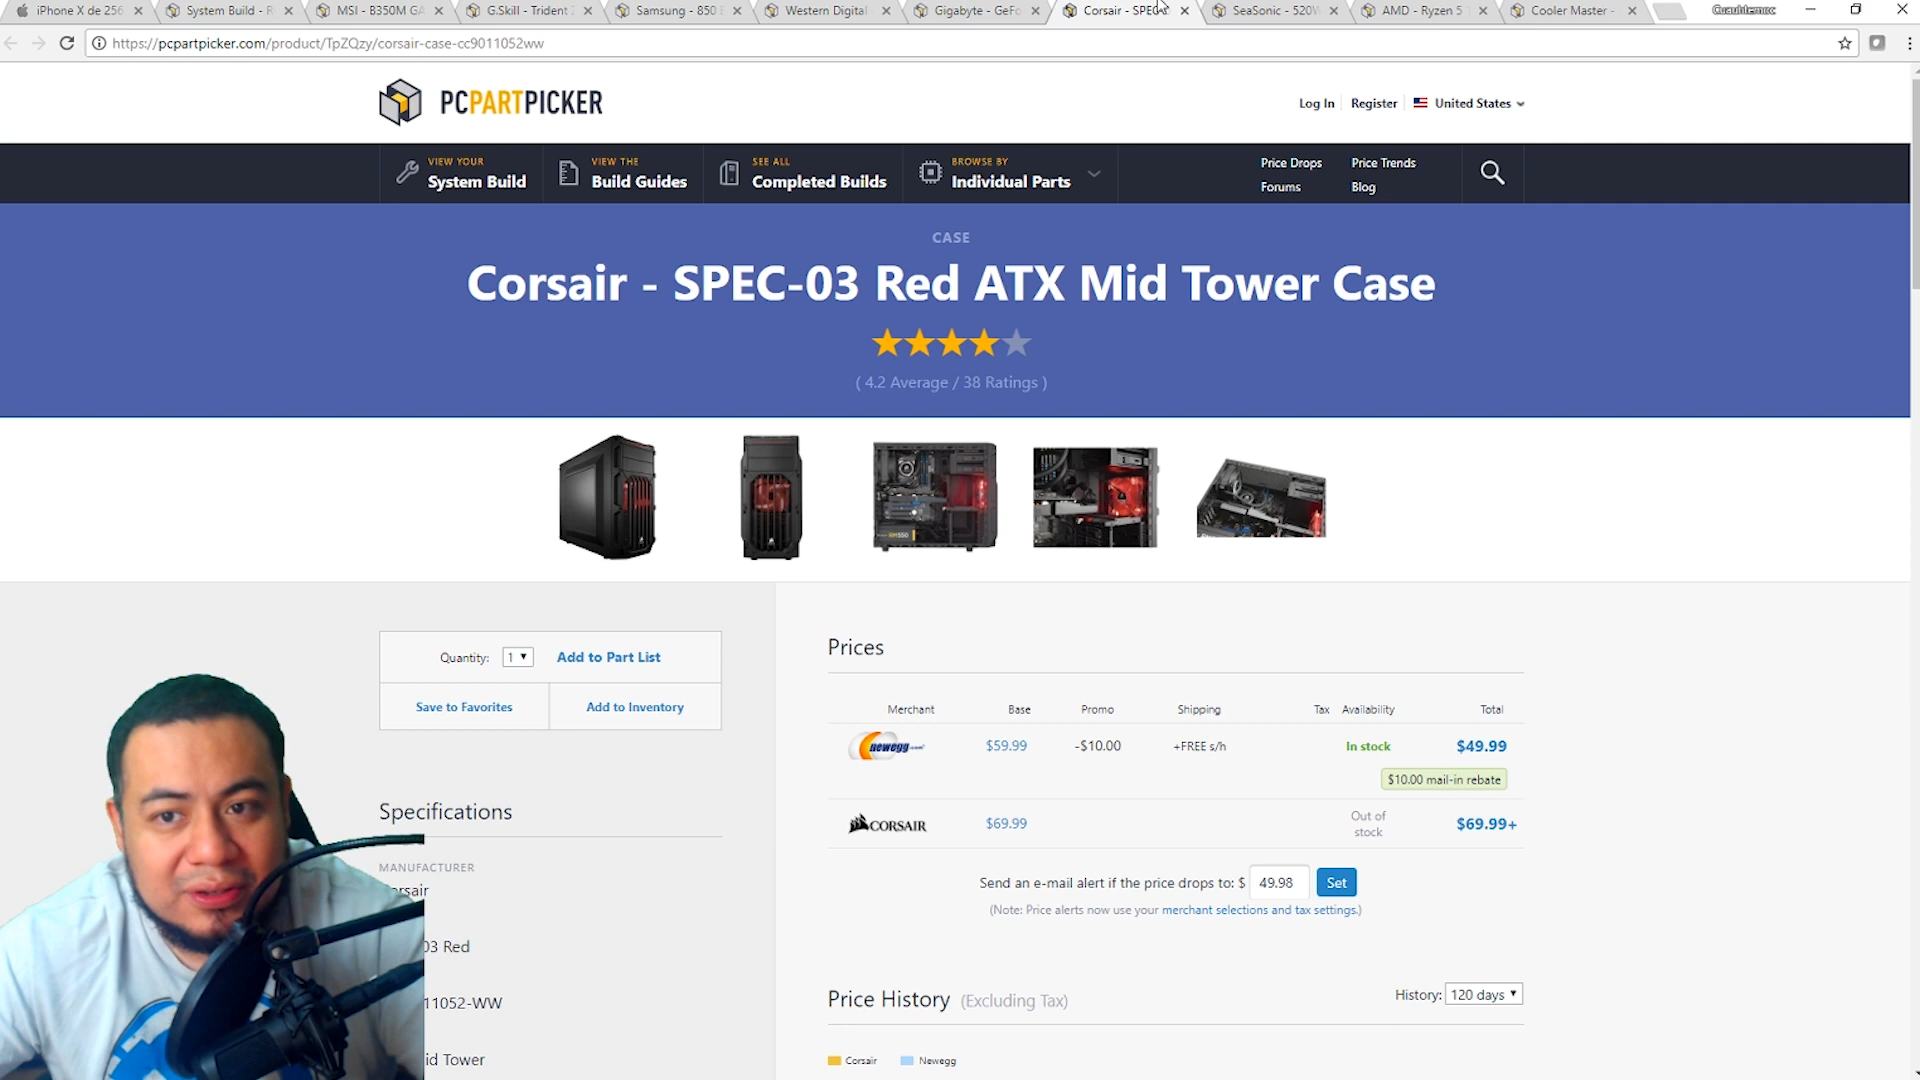 iPhone X de 256
System Build - R
MSI - B350M GA
G.Skill - Trident Z
Samsung - 850 E
Western Digital
Gigabyte - GeFo
Corsair - SPEC
SeaSonic - 520W
AMD - Ryzen 5 1
Cooler Master -
Cuauhtemoc
https://pcpartpicker.com/product/TpZQzy/corsair-case-cc9011052ww
PCPARTPICKER
Log In
Register
United States
VIEW YOUR
System Build
VIEW THE
Build Guides
SEE ALL
Completed Builds
BROWSE BY
Individual Parts
Price Drops
Price Trends
Forums
Blog
CASE
Corsair - SPEC-03 Red ATX Mid Tower Case
( 4.2 Average / 38 Ratings )
Quantity: 1
Add to Part List
Save to Favorites
Add to Inventory
Specifications
MANUFACTURER
rsair
03 Red
11052-WW
id Tower
Prices
Merchant Base Promo Shipping Tax Availability Total
newegg.com $59.99 -$10.00 +FREE s/h In stock $49.99
$10.00 mail-in rebate
CORSAIR $69.99 Out of stock $69.99+
Send an e-mail alert if the price drops to: $ 49.98 Set
(Note: Price alerts now use your merchant selections and tax settings.)
Price History (Excluding Tax)
History: 120 days
Corsair Newegg